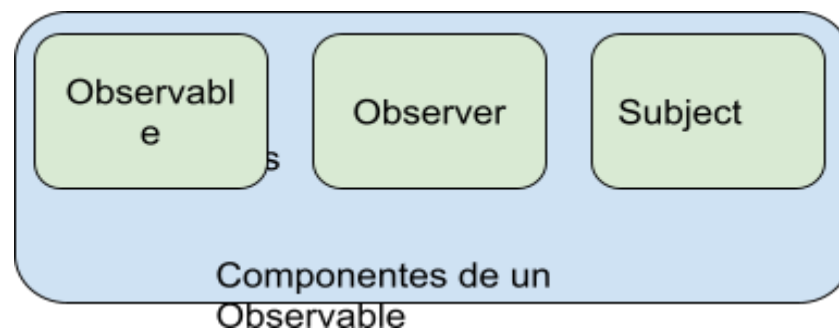 Observabl
e
Observer
Subject
s
Componentes de un
Observable